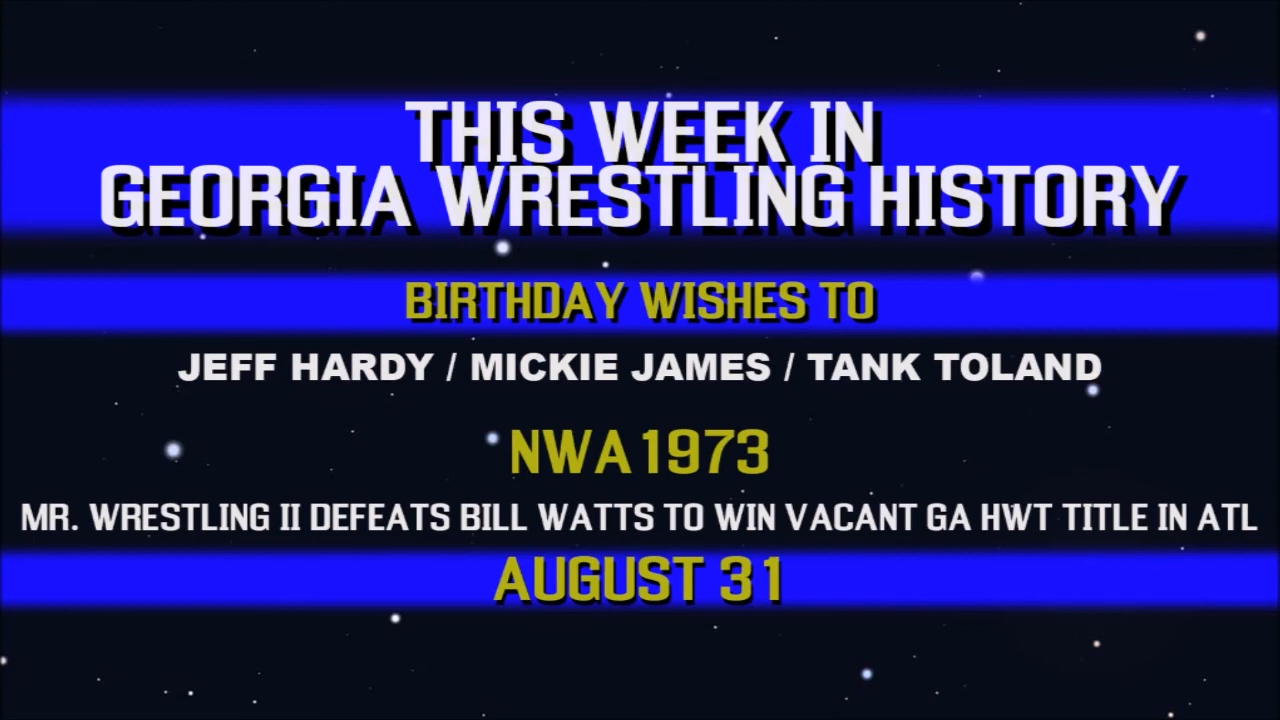 THIS WEEK IN
GEORGIA WRESTLING HISTORY
BIRTHDAY WISHES TO
JEFF HARDY / MICKIE JAMES / TANK TOLAND
NWA 1973
MR. WRESTLING II DEFEATS BILL WATTS TO WIN VACANT GA HWT TITLE IN ATL
AUGUST 31